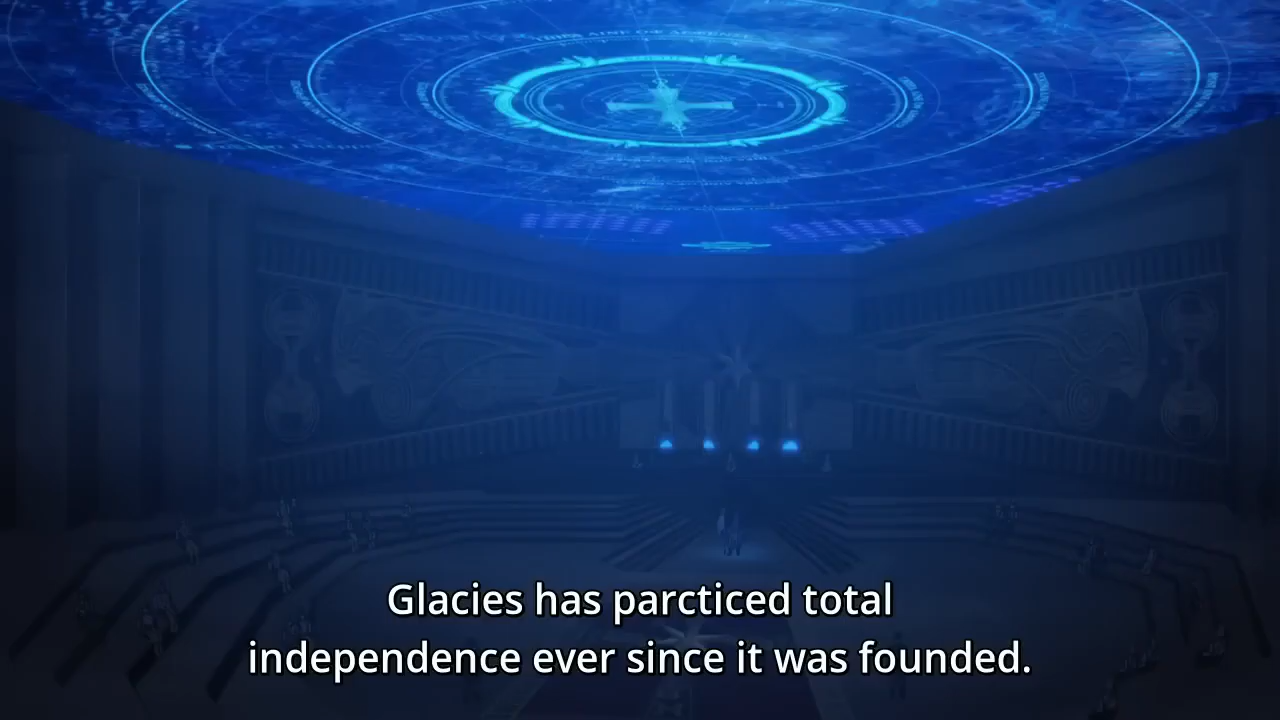 Glacies has parcticed total
independence ever since it was founded.